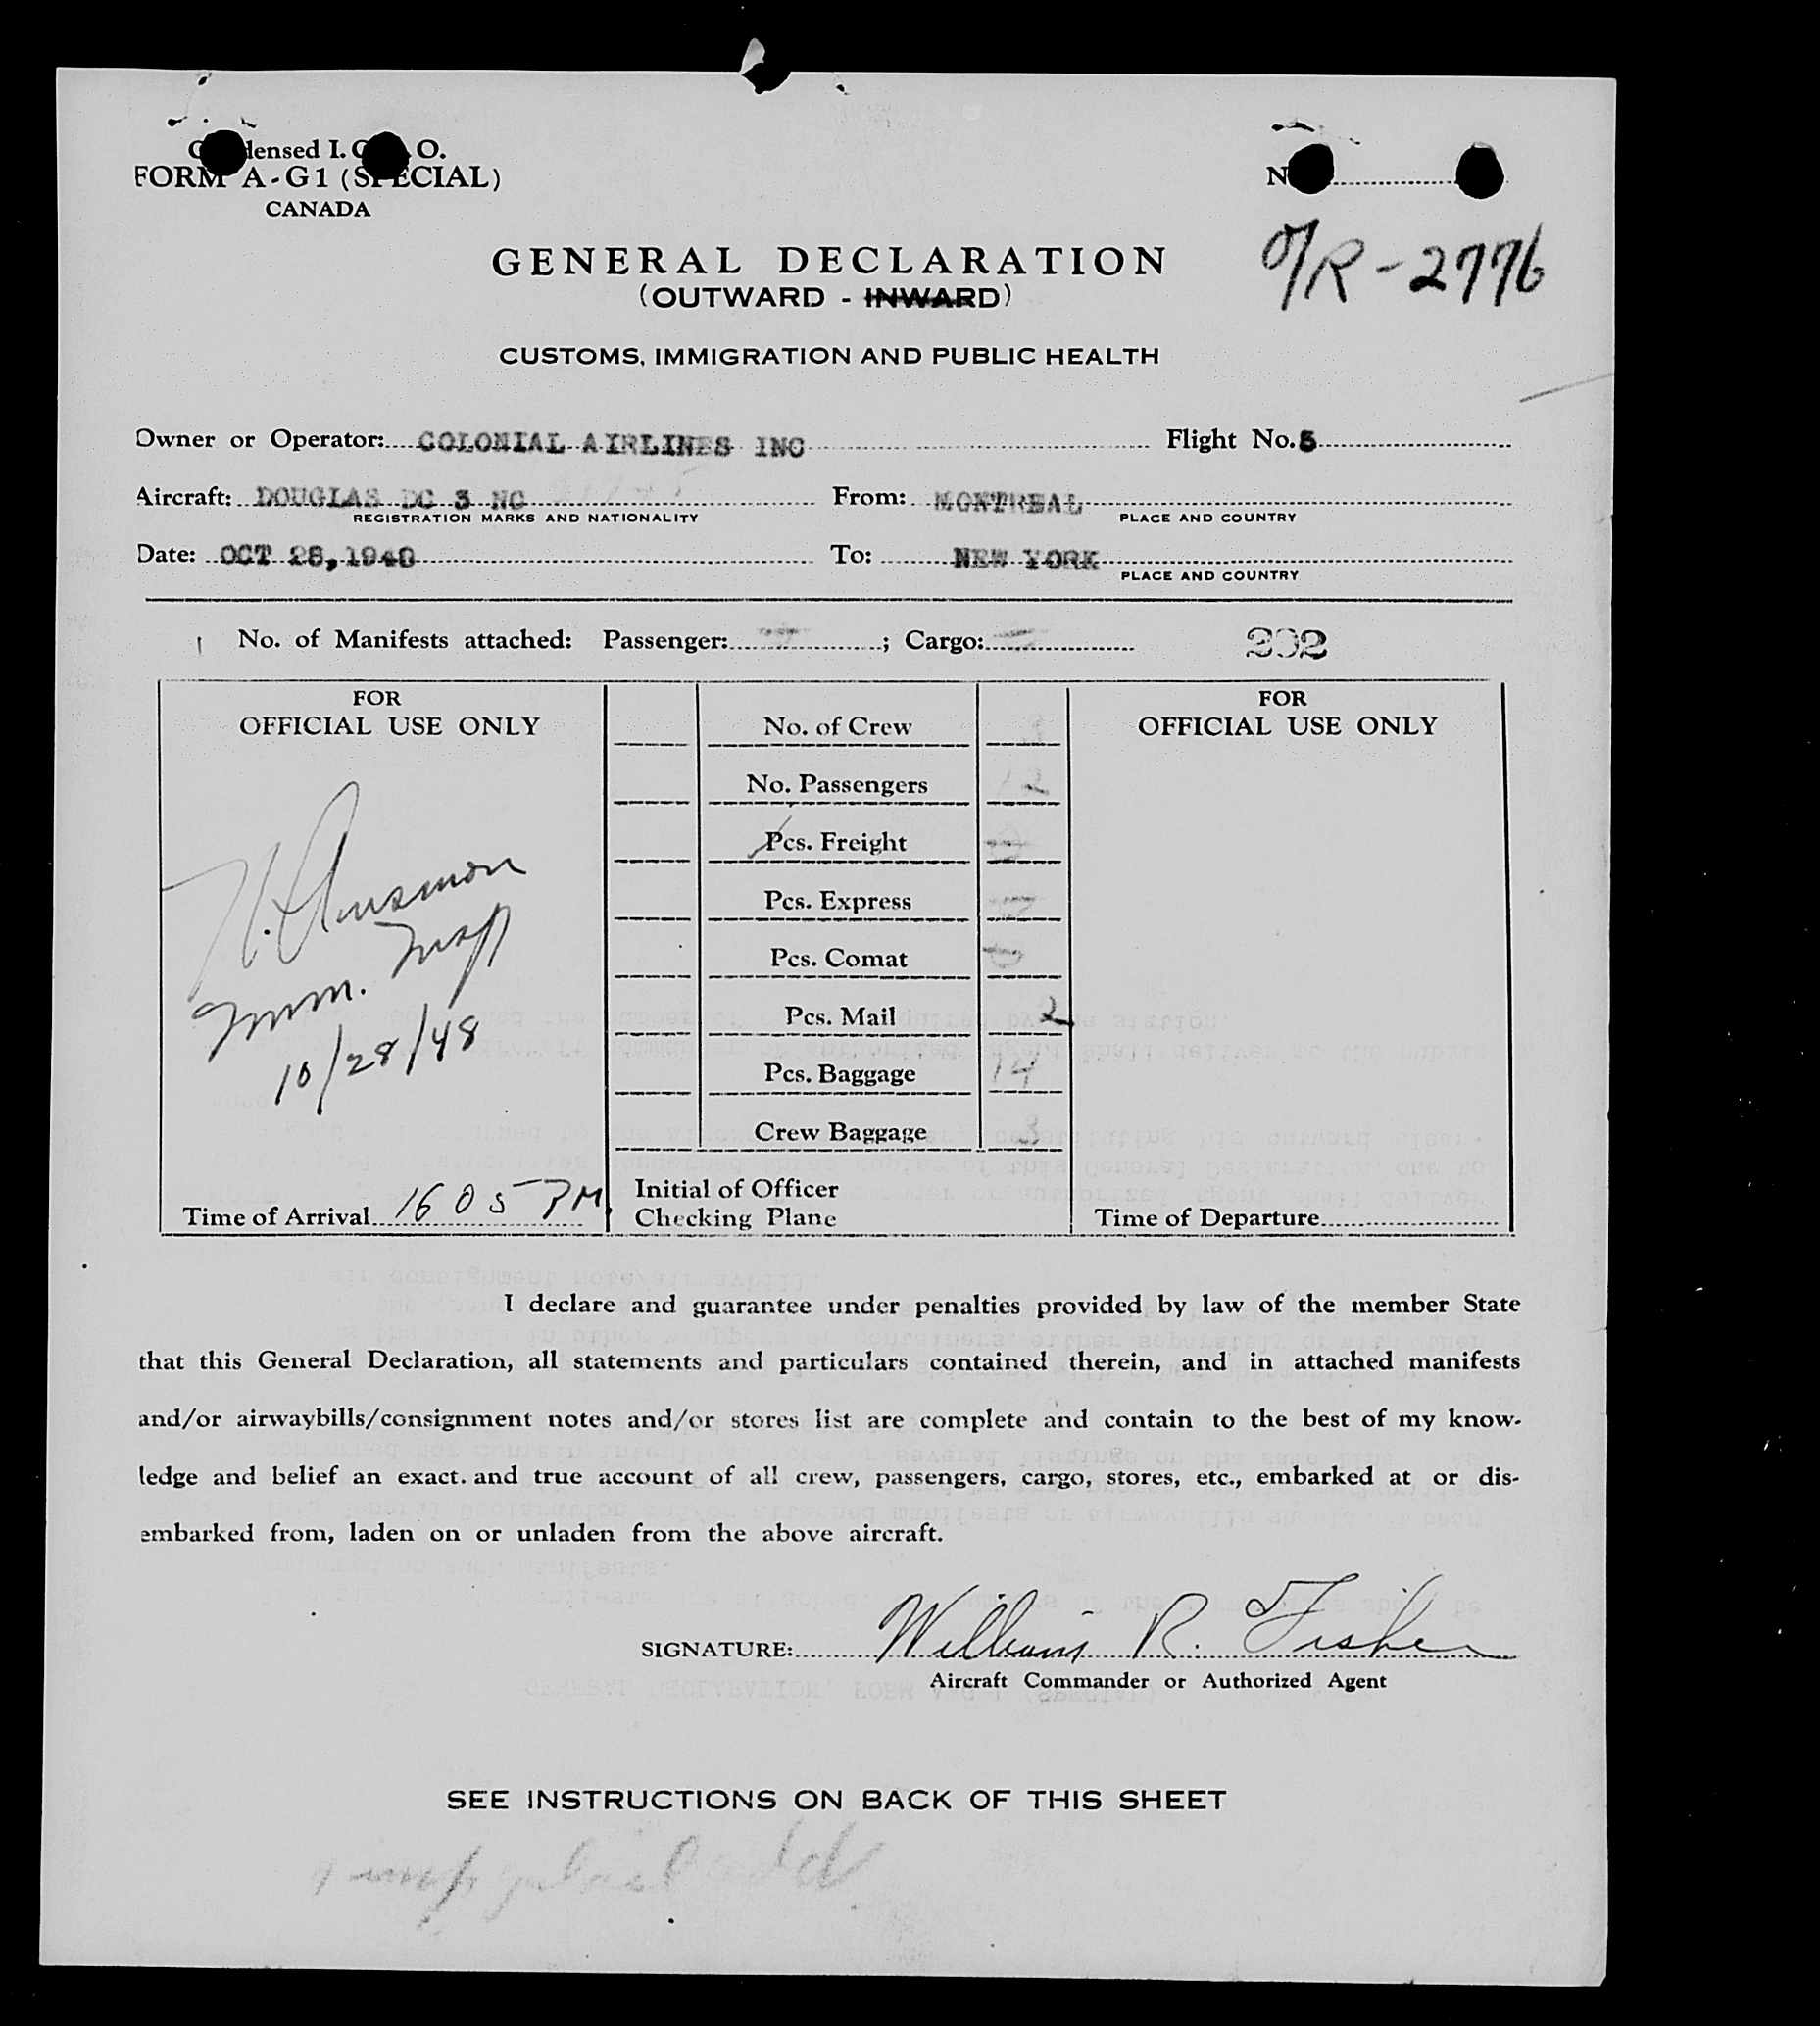 Condensed I. C. A. O.
FORM A-G1 (SPECIAL)
CANADA
No
O/R-2776
GENERAL DECLARATION
(OUTWARD - INWARD)
CUSTOMS, IMMIGRATION AND PUBLIC HEALTH
Owner or Operator: COLONIAL AIRLINES INC Flight No. 5
Aircraft: DOUGLAS DC 3 NC From: MONTREAL
REGISTRATION MARKS AND NATIONALITY PLACE AND COUNTRY
Date: OCT 28, 1948 To: NEW YORK
PLACE AND COUNTRY
No. of Manifests attached: Passenger: ; Cargo: 292
FOR
OFFICIAL USE ONLY
Imm. Insp
10/28/48
Time of Arrival 1605 PM
No. of Crew
No. Passengers 12
Pcs. Freight
Pcs. Express
Pcs. Comat
Pcs. Mail 2
Pcs. Baggage 14
Crew Baggage 3
Initial of Officer
Checking Plane
FOR
OFFICIAL USE ONLY
Time of Departure
I declare and guarantee under penalties provided by law of the member State
that this General Declaration, all statements and particulars contained therein, and in attached manifests
and/or airwaybills/consignment notes and/or stores list are complete and contain to the best of my know-
ledge and belief an exact. and true account of all crew, passengers, cargo, stores, etc., embarked at or dis-
embarked from, laden on or unladen from the above aircraft.
SIGNATURE: William R. Fisher
Aircraft Commander or Authorized Agent
SEE INSTRUCTIONS ON BACK OF THIS SHEET